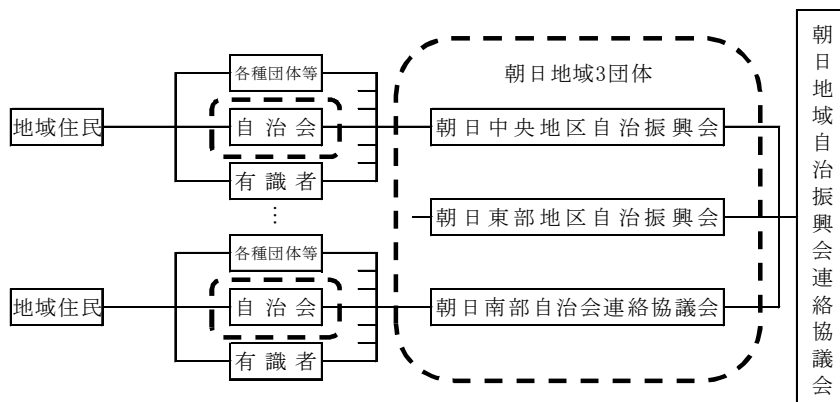 各種団体等
地域住民
自治会
有識者
⋮
各種団体等
地域住民
自治会
有識者
朝日地域3団体
朝日中央地区自治振興会
朝日東部地区自治振興会
朝日南部自治会連絡協議会
朝日地域自治振興会連絡協議会